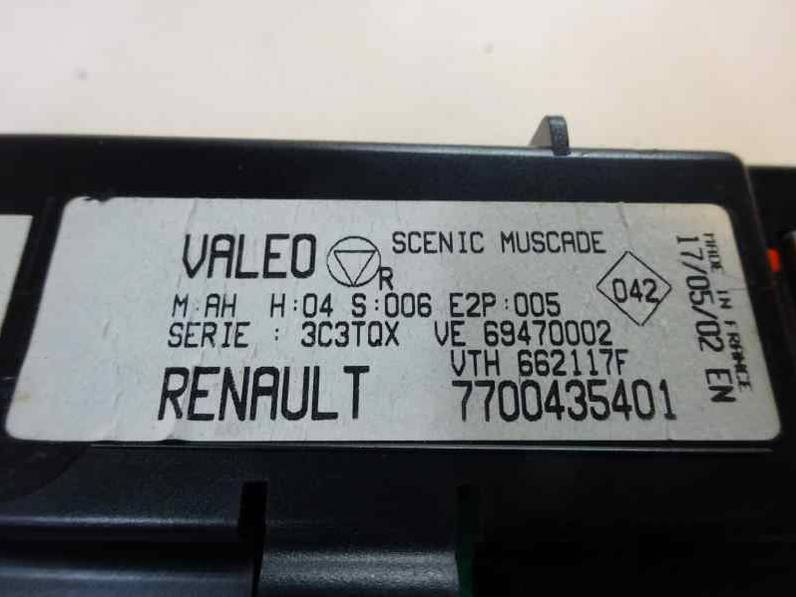 VALEO R SCENIC MUSCADE
M:AH H:04 S:006 E2P:005
042
SERIE : 3C3TQX VE 69470002
VTH 662117F
RENAULT 7700435401
MADE IN FRANCE
17/05/02 EN